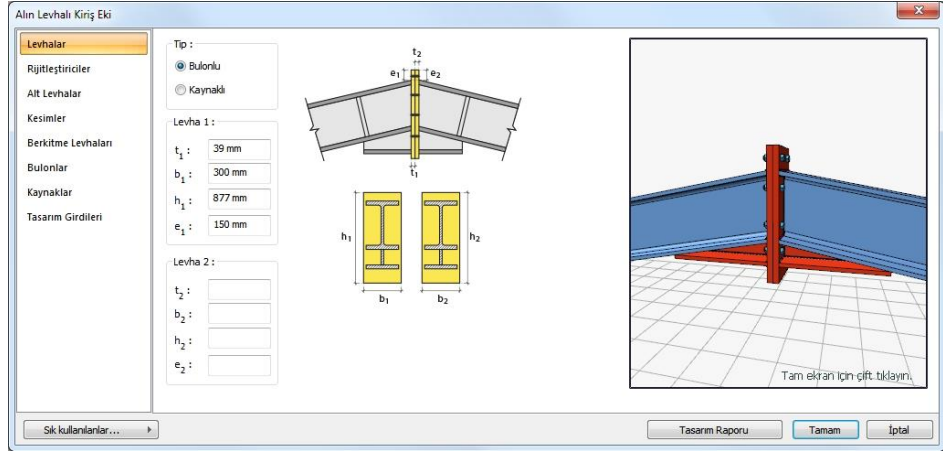 Alın Levhalı Kiriş Eki
Levhalar
Rijitleştiriciler
Alt Levhalar
Kesimler
Berkitme Levhaları
Bulonlar
Kaynaklar
Tasarım Girdileri
Tip :
Bulonlu
Kaynaklı
Levha 1 :
t1 : 39 mm
b1 : 300 mm
h1 : 877 mm
e1 : 150 mm
Levha 2 :
t2 :
b2 :
h2 :
e2 :
t2
e1 e2
t1
h1 h2
b1 b2
Tam ekran için çift tıklayın.
Sık kullanılanlar...
Tasarım Raporu Tamam İptal